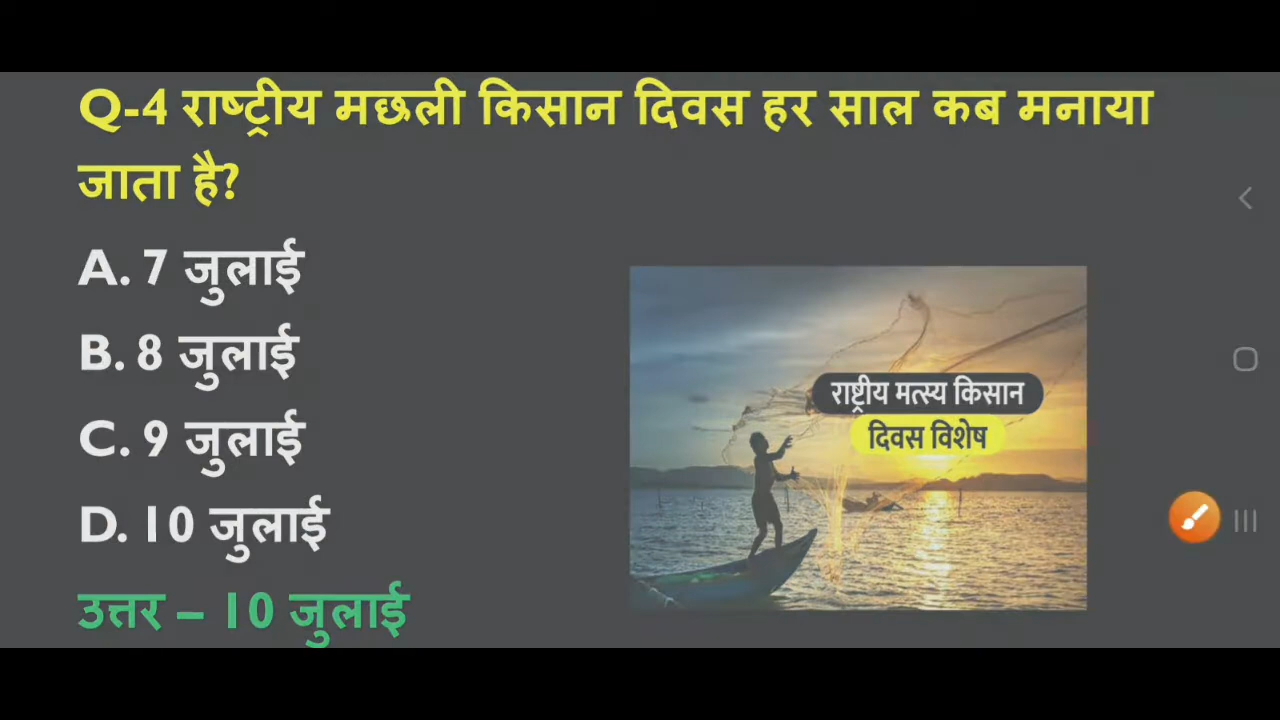 Q-4 राष्ट्रीय मछली किसान दिवस हर साल कब मनाया
जाता है?
A. 7 जुलाई
B. 8 जुलाई
C. 9 जुलाई
D. 10 जुलाई
उत्तर – 10 जुलाई
राष्ट्रीय मत्स्य किसान
दिवस विशेष